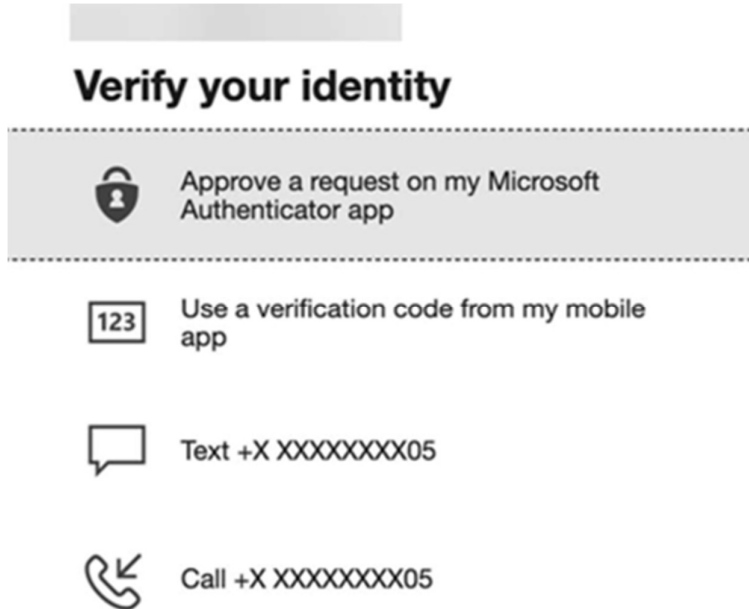 Verify your identity
Approve a request on my Microsoft
Authenticator app
123
Use a verification code from my mobile
app
Text +X XXXXXXXX05
Call +X XXXXXXXX05